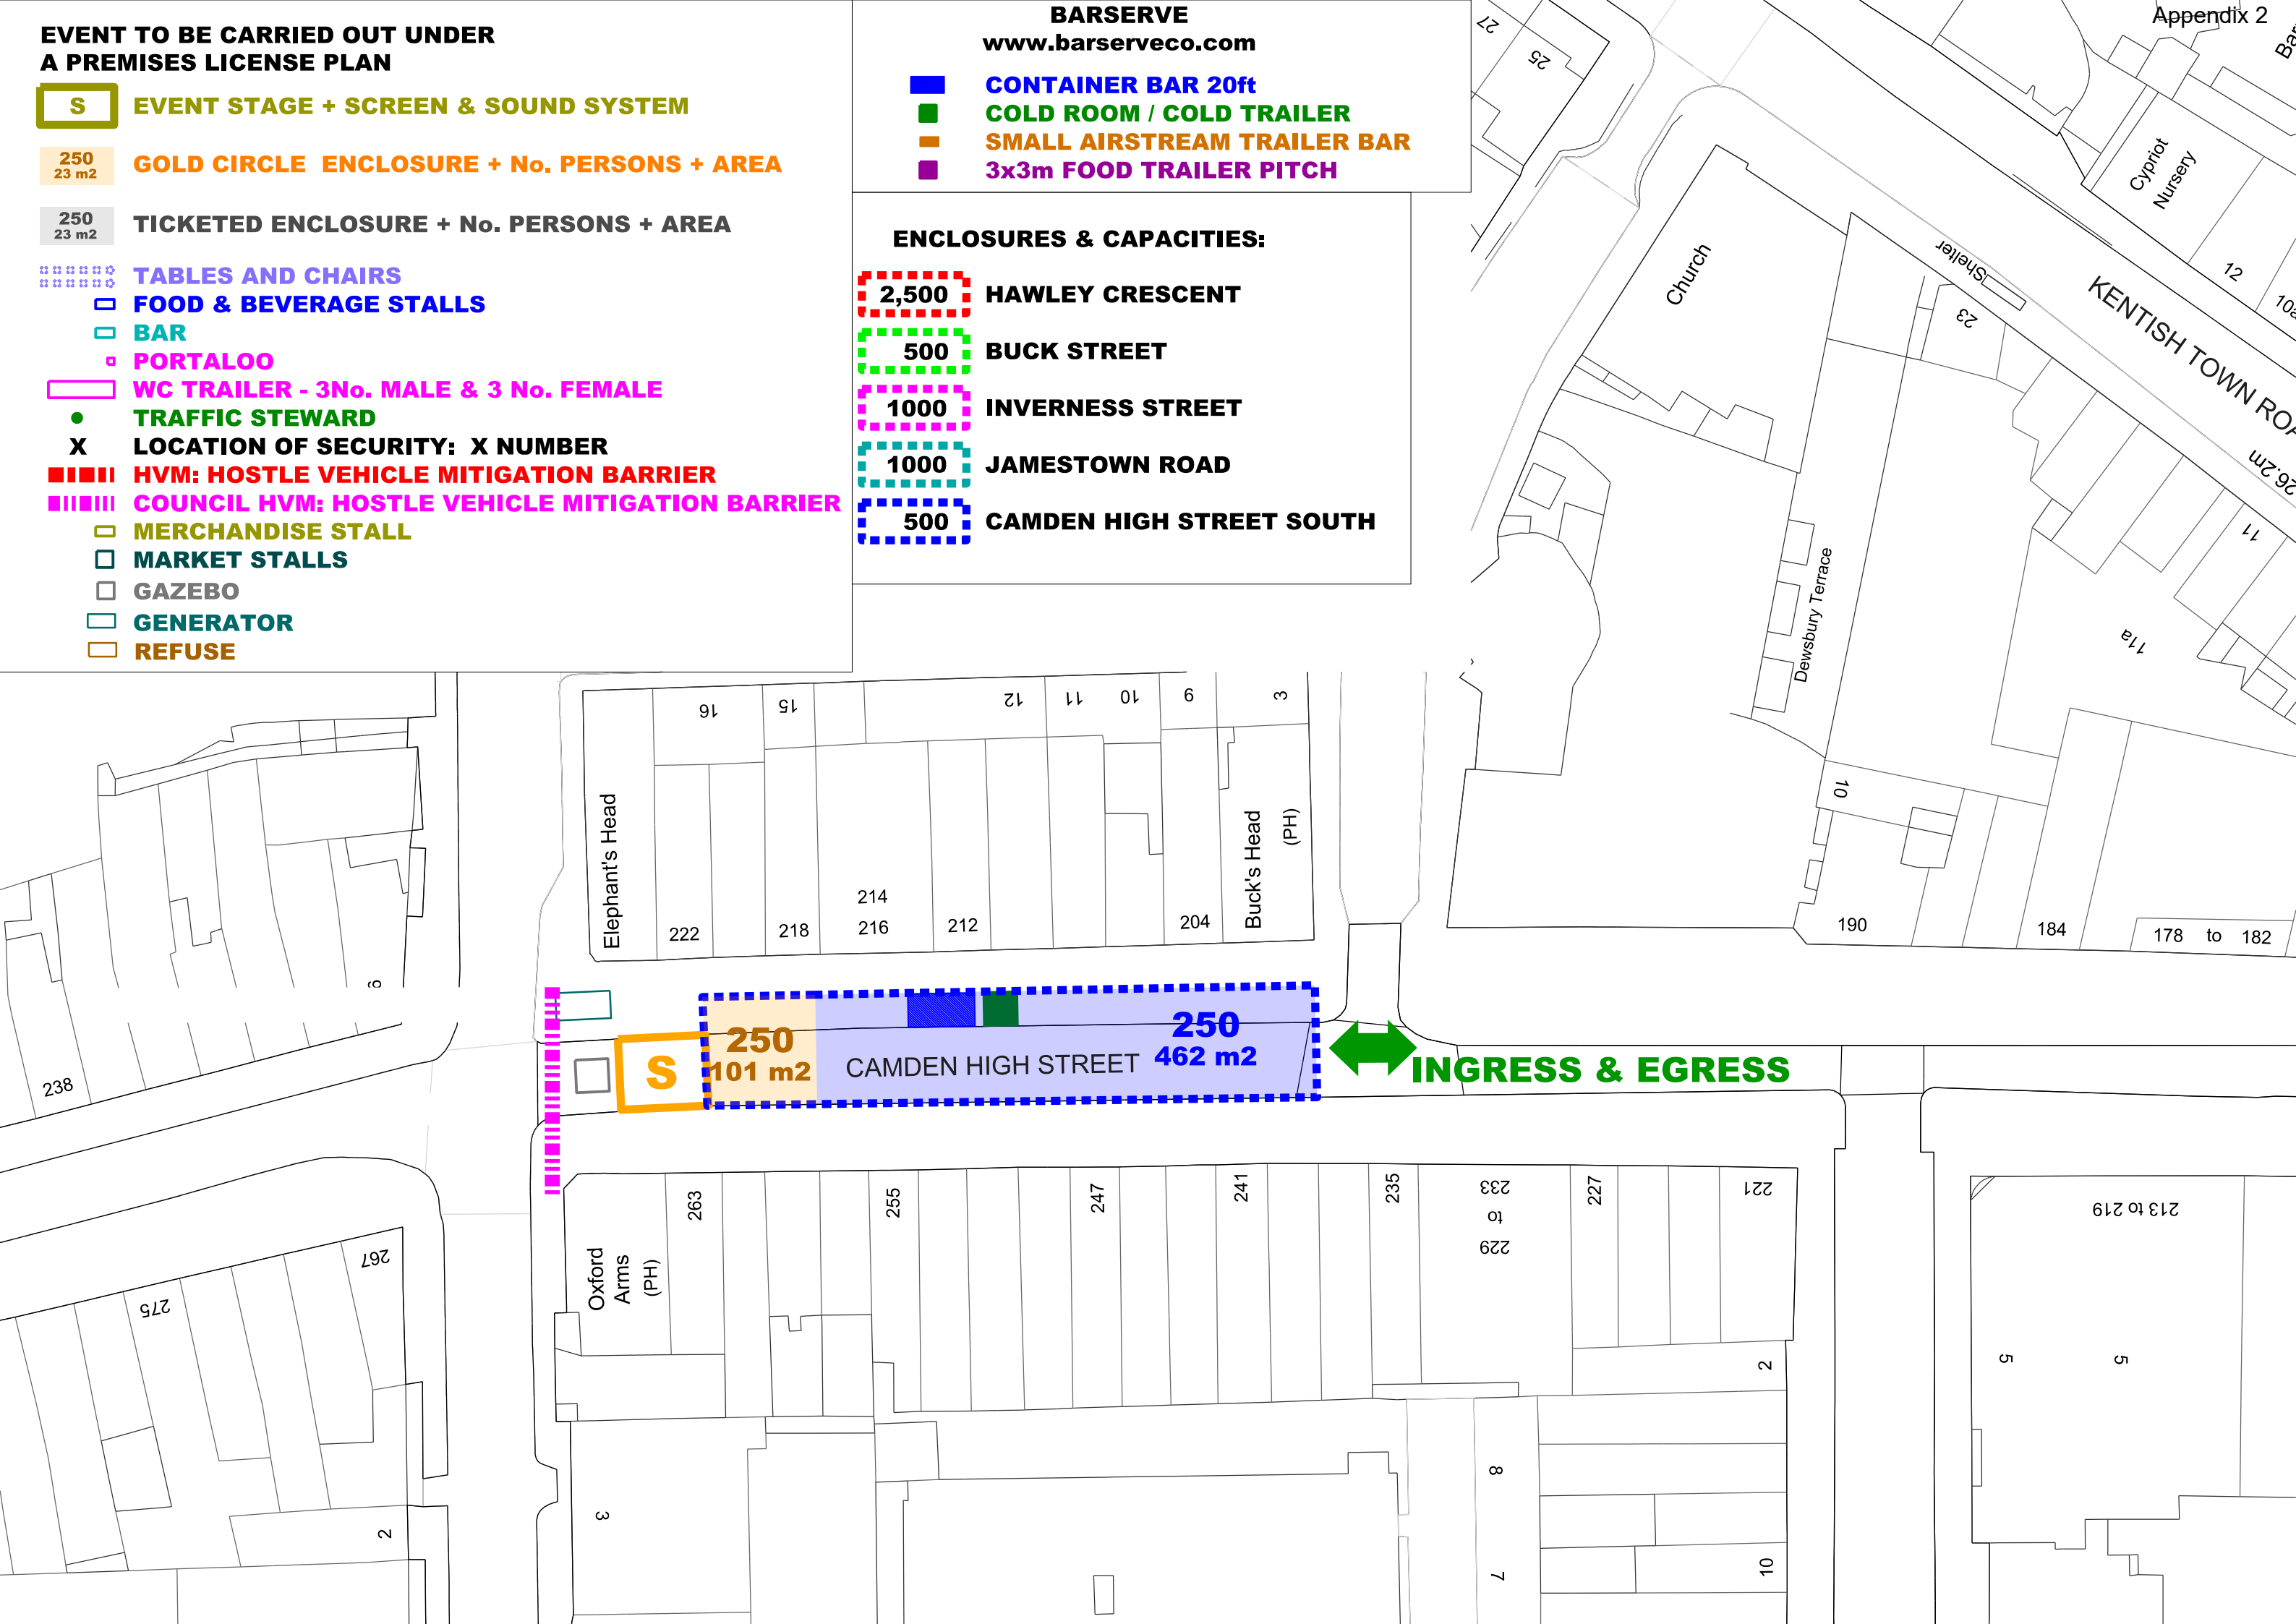 Appendix 2
EVENT TO BE CARRIED OUT UNDER
A PREMISES LICENSE PLAN
S EVENT STAGE + SCREEN & SOUND SYSTEM
250
23 m2
GOLD CIRCLE ENCLOSURE + No. PERSONS + AREA
250
23 m2
TICKETED ENCLOSURE + No. PERSONS + AREA
TABLES AND CHAIRS
FOOD & BEVERAGE STALLS
BAR
PORTALOO
WC TRAILER - 3No. MALE & 3 No. FEMALE
TRAFFIC STEWARD
X LOCATION OF SECURITY: X NUMBER
HVM: HOSTLE VEHICLE MITIGATION BARRIER
COUNCIL HVM: HOSTLE VEHICLE MITIGATION BARRIER
MERCHANDISE STALL
MARKET STALLS
GAZEBO
GENERATOR
REFUSE
BARSERVE
www.barserveco.com
CONTAINER BAR 20ft
COLD ROOM / COLD TRAILER
SMALL AIRSTREAM TRAILER BAR
3x3m FOOD TRAILER PITCH
ENCLOSURES & CAPACITIES:
2,500 HAWLEY CRESCENT
500 BUCK STREET
1000 INVERNESS STREET
1000 JAMESTOWN ROAD
500 CAMDEN HIGH STREET SOUTH
27
25
Church
Cypriot
Nursery
12
Shelter
23
KENTISH TOWN ROA
26.2m
11
11a
Dewsbury Terrace
10
190
184
178 to 182
16
15
12
11
10
9
3
Elephant's Head
222
218
214
216
212
204
Buck's Head
(PH)
238
S
250
101 m2
CAMDEN HIGH STREET
250
462 m2
INGRESS & EGRESS
267
275
2
Oxford
Arms
(PH)
263
255
247
241
235
233
to
229
227
221
213 to 219
2
5
5
3
8
7
10